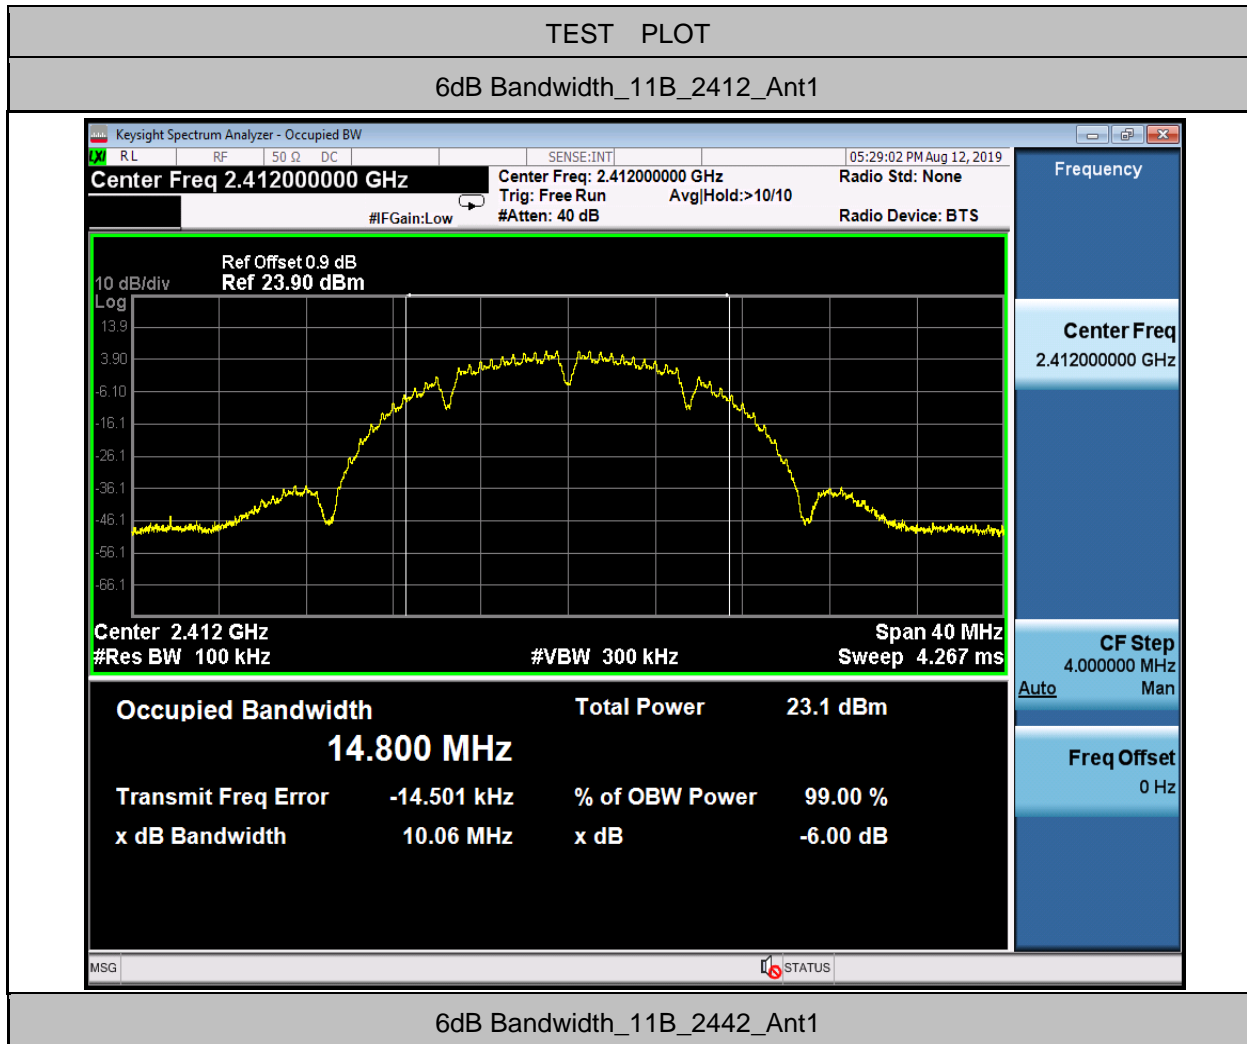 TEST PLOT
6dB Bandwidth_11B_2412_Ant1
Keysight Spectrum Analyzer - Occupied BW
LXI RL RF 50 Ω DC SENSE:INT 05:29:02 PM Aug 12, 2019
Center Freq 2.412000000 GHz
Center Freq: 2.412000000 GHz
Radio Std: None
Trig: Free Run Avg|Hold:>10/10
#IFGain:Low
#Atten: 40 dB
Radio Device: BTS
Frequency
Ref Offset 0.9 dB
10 dB/div Ref 23.90 dBm
Log
13.9
3.90
-6.10
-16.1
-26.1
-36.1
-46.1
-56.1
-66.1
Center Freq
2.412000000 GHz
Center 2.412 GHz Span 40 MHz
#Res BW 100 kHz #VBW 300 kHz Sweep 4.267 ms
CF Step
4.000000 MHz
Auto Man
Occupied Bandwidth Total Power 23.1 dBm
14.800 MHz
Transmit Freq Error -14.501 kHz % of OBW Power 99.00 %
x dB Bandwidth 10.06 MHz x dB -6.00 dB
Freq Offset
0 Hz
MSG STATUS
6dB Bandwidth_11B_2442_Ant1